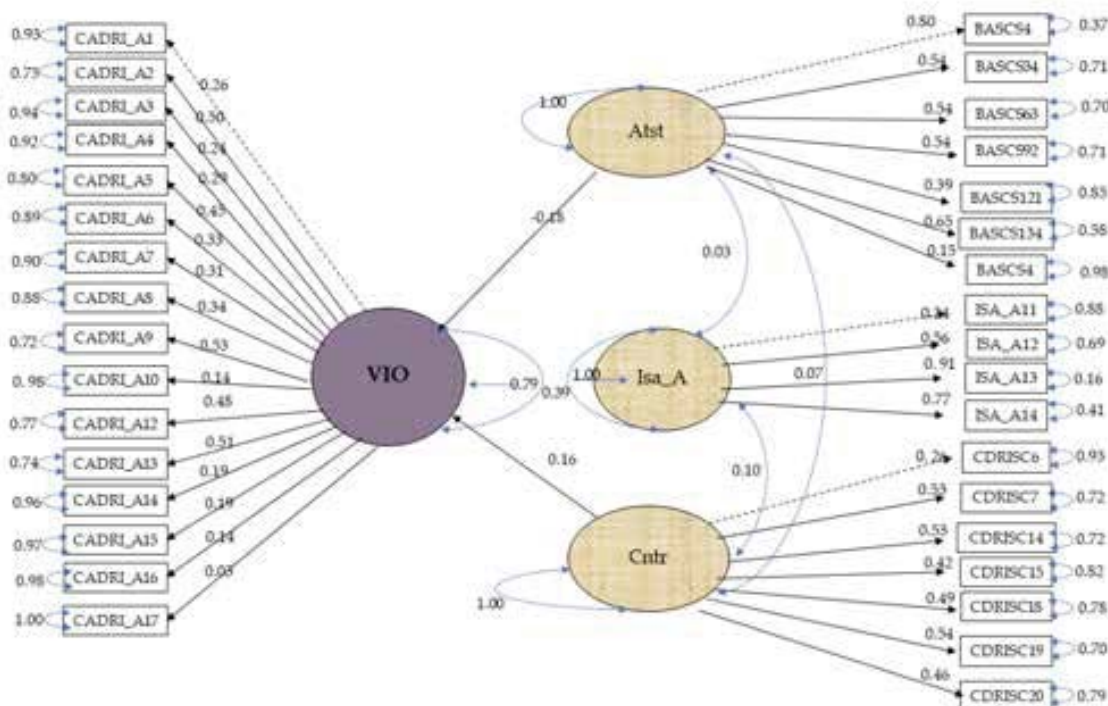 0.93 CADRI_A1
0.73 CADRI_A2
0.94 CADRI_A3
0.92 CADRI_A4
0.80 CADRI_A5
0.89 CADRI_A6
0.90 CADRI_A7
0.88 CADRI_A8
0.72 CADRI_A9
0.98 CADRI_A10
0.77 CADRI_A12
0.74 CADRI_A13
0.96 CADRI_A14
0.97 CADRI_A15
0.98 CADRI_A16
1.00 CADRI_A17
0.26
0.50
0.24
0.29
0.45
0.33
0.31
0.34
0.53
0.14
0.48
0.51
0.19
0.19
0.14
0.03
VIO
0.79
-0.18
0.39
0.16
1.00
Atst
0.03
1.00
Isa_A
0.07
0.10
Cntr
1.00
0.80 BASCS4 0.37
0.54 BASCS34 0.71
0.54 BASCS63 0.70
0.54 BASCS92 0.71
0.39 BASCS121 0.83
0.65 BASCS134 0.58
0.15 BASCS4 0.98
0.34 ISA_A11 0.88
0.56 ISA_A12 0.69
0.91 ISA_A13 0.16
0.77 ISA_A14 0.41
0.26 CDRISC6 0.93
0.53 CDRISC7 0.72
0.53 CDRISC14 0.72
0.42 CDRISC15 0.82
0.49 CDRISC18 0.78
0.54 CDRISC19 0.70
0.46 CDRISC20 0.79